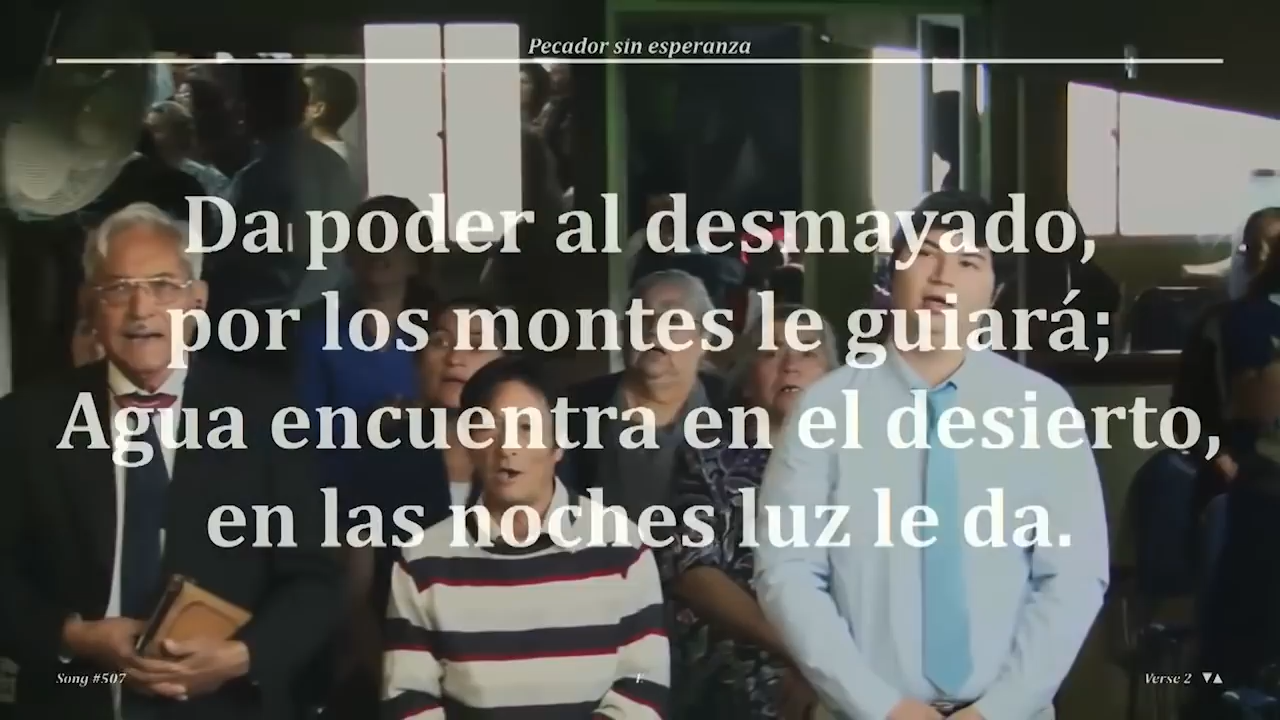 Pecador sin esperanza
Da poder al desmayado,
por los montes le guiará;
Agua encuentra en el desierto,
en las noches luz le da.
Song #507
Verse 2 ▼▲